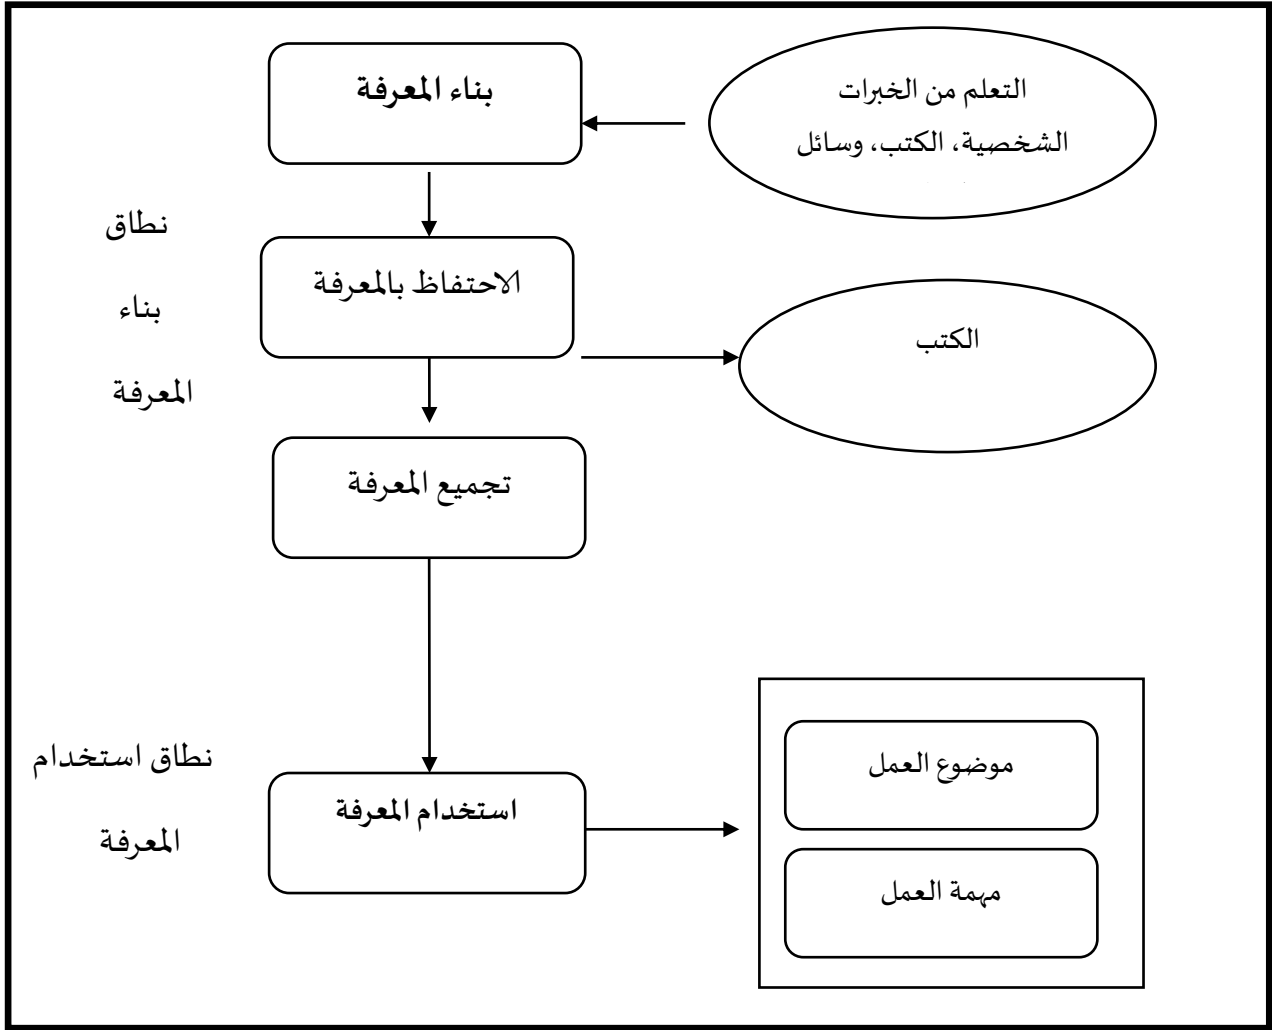 بناء المعرفة
التعلم من الخبرات
الشخصية، الكتب، وسائل
نطاق
بناء
المعرفة
الاحتفاظ بالمعرفة
الكتب
تجميع المعرفة
نطاق استخدام
المعرفة
استخدام المعرفة
موضوع العمل
مهمة العمل